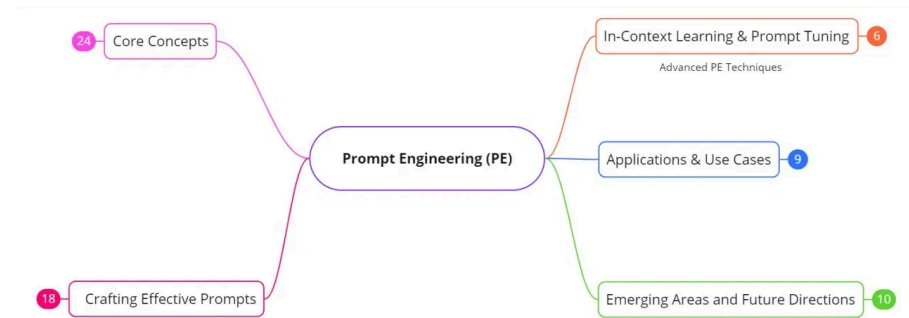 24
Core Concepts
In-Context Learning & Prompt Tuning
6
Advanced PE Techniques
Prompt Engineering (PE)
Applications & Use Cases
9
18
Crafting Effective Prompts
Emerging Areas and Future Directions
10